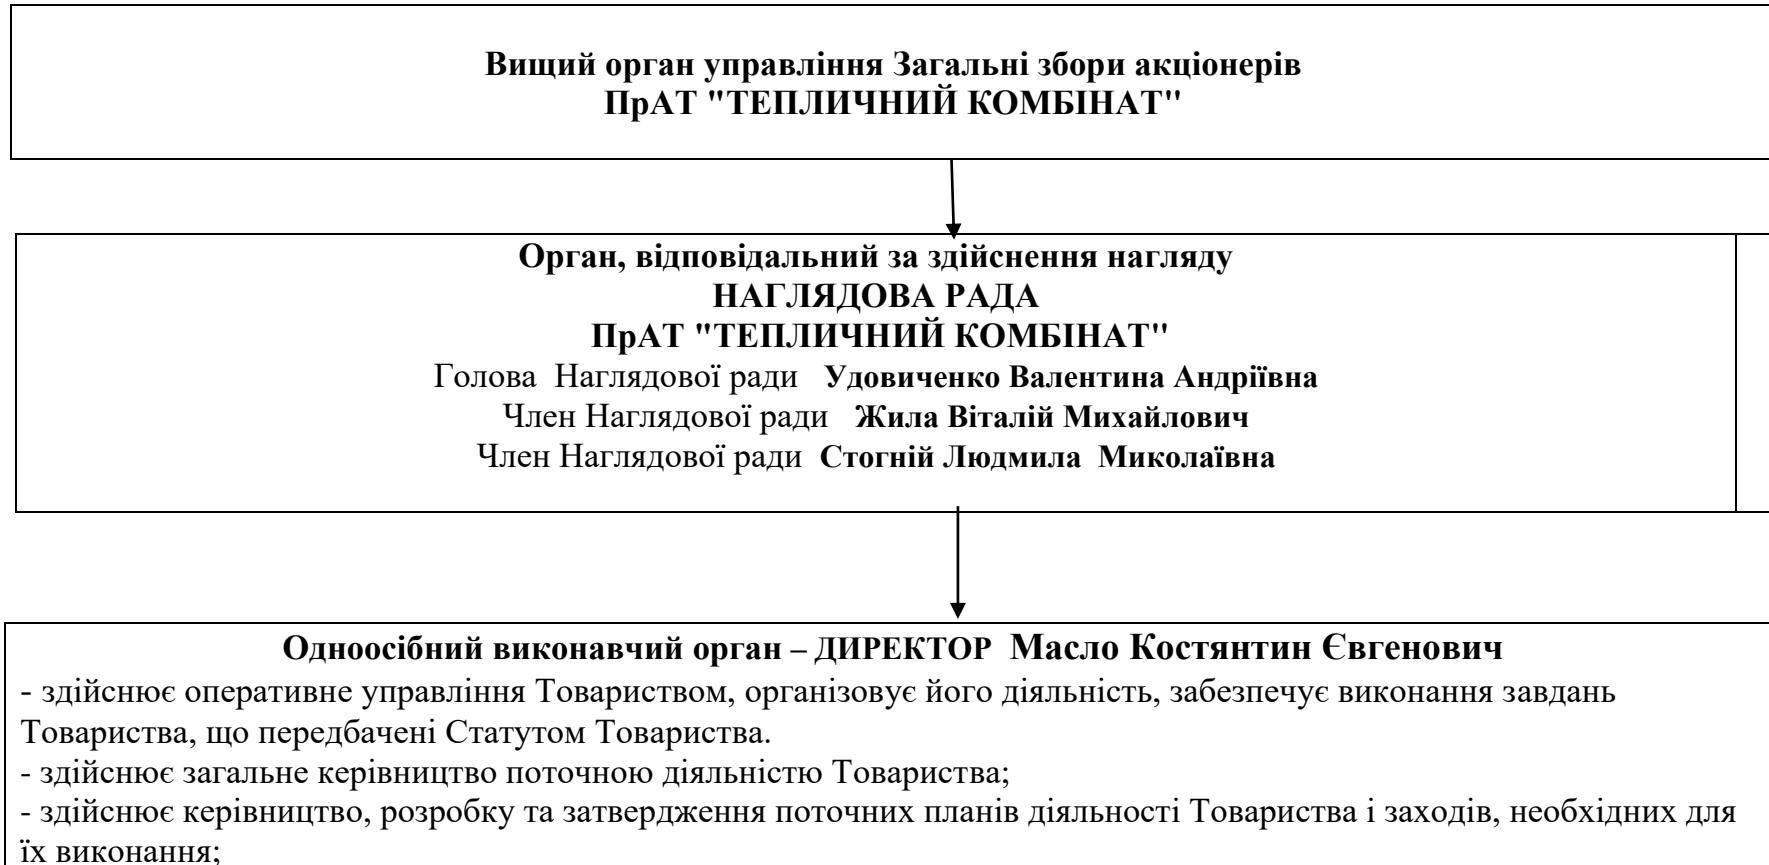 Вищий орган управління Загальні збори акціонерів
ПрАТ "ТЕПЛИЧНИЙ КОМБІНАТ"
Орган, відповідальний за здійснення нагляду
НАГЛЯДОВА РАДА
ПрАТ "ТЕПЛИЧНИЙ КОМБІНАТ"
Голова Наглядової ради Удовиченко Валентина Андріївна
Член Наглядової ради Жила Віталій Михайлович
Член Наглядової ради Стогній Людмила Миколаївна
Одноосібний виконавчий орган – ДИРЕКТОР Масло Костянтин Євгенович
- здійснює оперативне управління Товариством, організовує його діяльність, забезпечує виконання завдань
Товариства, що передбачені Статутом Товариства.
- здійснює загальне керівництво поточною діяльністю Товариства;
- здійснює керівництво, розробку та затвердження поточних планів діяльності Товариства і заходів, необхідних для
їх виконання;